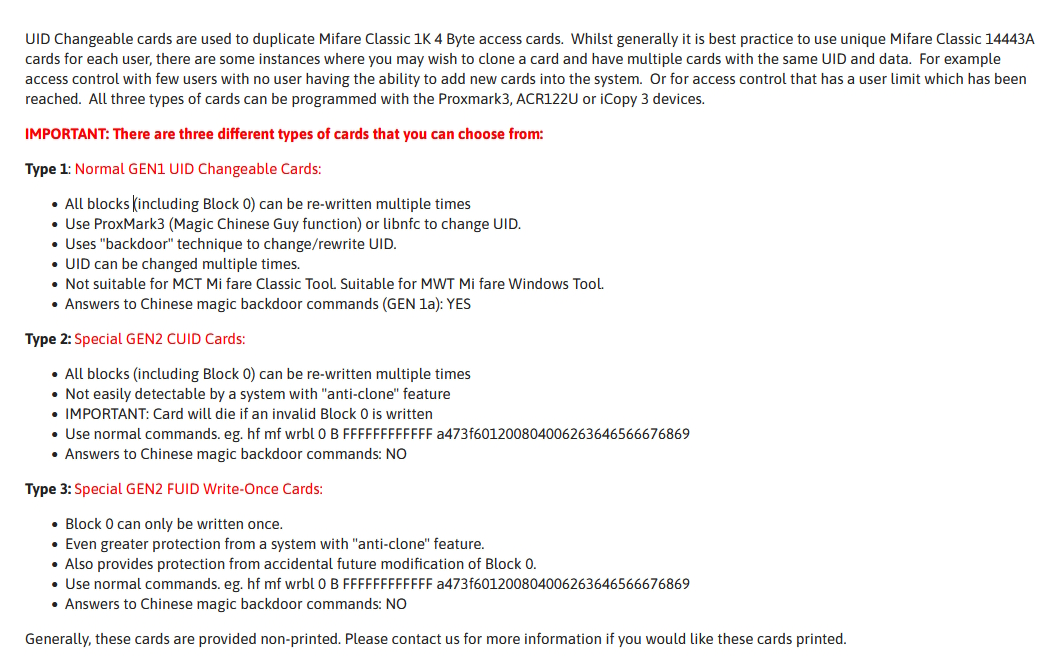 UID Changeable cards are used to duplicate Mifare Classic 1K 4 Byte access cards.  Whilst generally it is best practice to use unique Mifare Classic 14443A
cards for each user, there are some instances where you may wish to clone a card and have multiple cards with the same UID and data.  For example
access control with few users with no user having the ability to add new cards into the system.  Or for access control that has a user limit which has been
reached.  All three types of cards can be programmed with the Proxmark3, ACR122U or iCopy 3 devices.
IMPORTANT: There are three different types of cards that you can choose from:
Type 1: Normal GEN1 UID Changeable Cards:
• All blocks (including Block 0) can be re-written multiple times
• Use ProxMark3 (Magic Chinese Guy function) or libnfc to change UID.
• Uses "backdoor" technique to change/rewrite UID.
• UID can be changed multiple times.
• Not suitable for MCT Mi fare Classic Tool. Suitable for MWT Mi fare Windows Tool.
• Answers to Chinese magic backdoor commands (GEN 1a): YES
Type 2: Special GEN2 CUID Cards:
• All blocks (including Block 0) can be re-written multiple times
• Not easily detectable by a system with "anti-clone" feature
• IMPORTANT: Card will die if an invalid Block 0 is written
• Use normal commands. eg. hf mf wrbl 0 B FFFFFFFFFFFF a473f601200804006263646566676869
• Answers to Chinese magic backdoor commands: NO
Type 3: Special GEN2 FUID Write-Once Cards:
• Block 0 can only be written once.
• Even greater protection from a system with "anti-clone" feature.
• Also provides protection from accidental future modification of Block 0.
• Use normal commands. eg. hf mf wrbl 0 B FFFFFFFFFFFF a473f601200804006263646566676869
• Answers to Chinese magic backdoor commands: NO
Generally, these cards are provided non-printed. Please contact us for more information if you would like these cards printed.